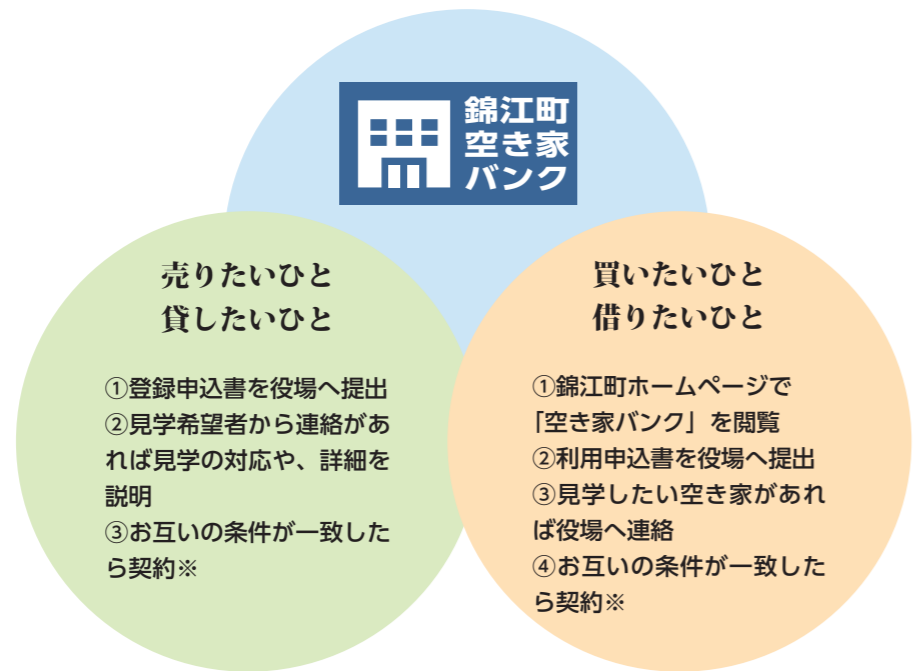 錦江町
空き家
バンク
売りたいひと
貸したいひと
①登録申込書を役場へ提出
②見学希望者から連絡があ
れば見学の対応や、詳細を
説明
③お互いの条件が一致した
ら契約※
買いたいひと
借りたいひと
①錦江町ホームページで
「空き家バンク」を閲覧
②利用申込書を役場へ提出
③見学したい空き家があれ
ば役場へ連絡
④お互いの条件が一致した
ら契約※